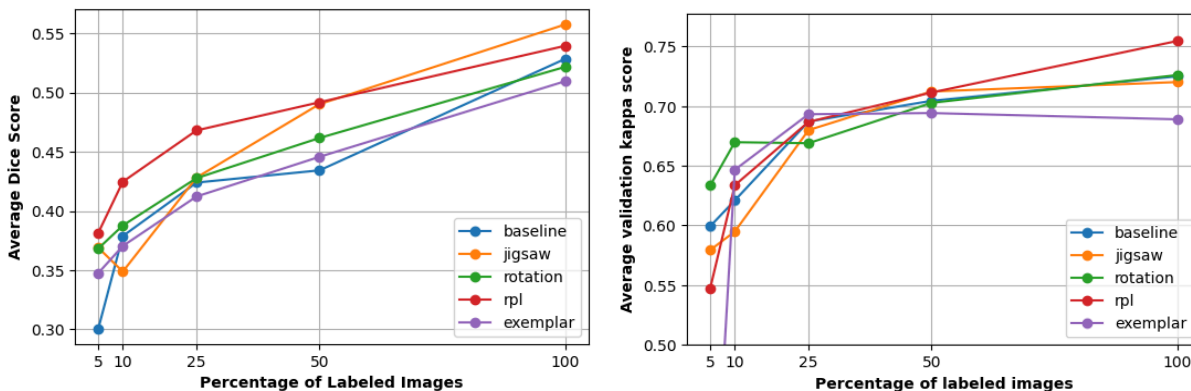 Average Dice Score
0.55
0.50
0.45
0.40
0.35
0.30
5 10 25 50 100
Percentage of Labeled Images
baseline
jigsaw
rotation
rpl
exemplar
Average validation kappa score
0.75
0.70
0.65
0.60
0.55
0.50
5 10 25 50 100
Percentage of labeled images
baseline
jigsaw
rotation
rpl
exemplar